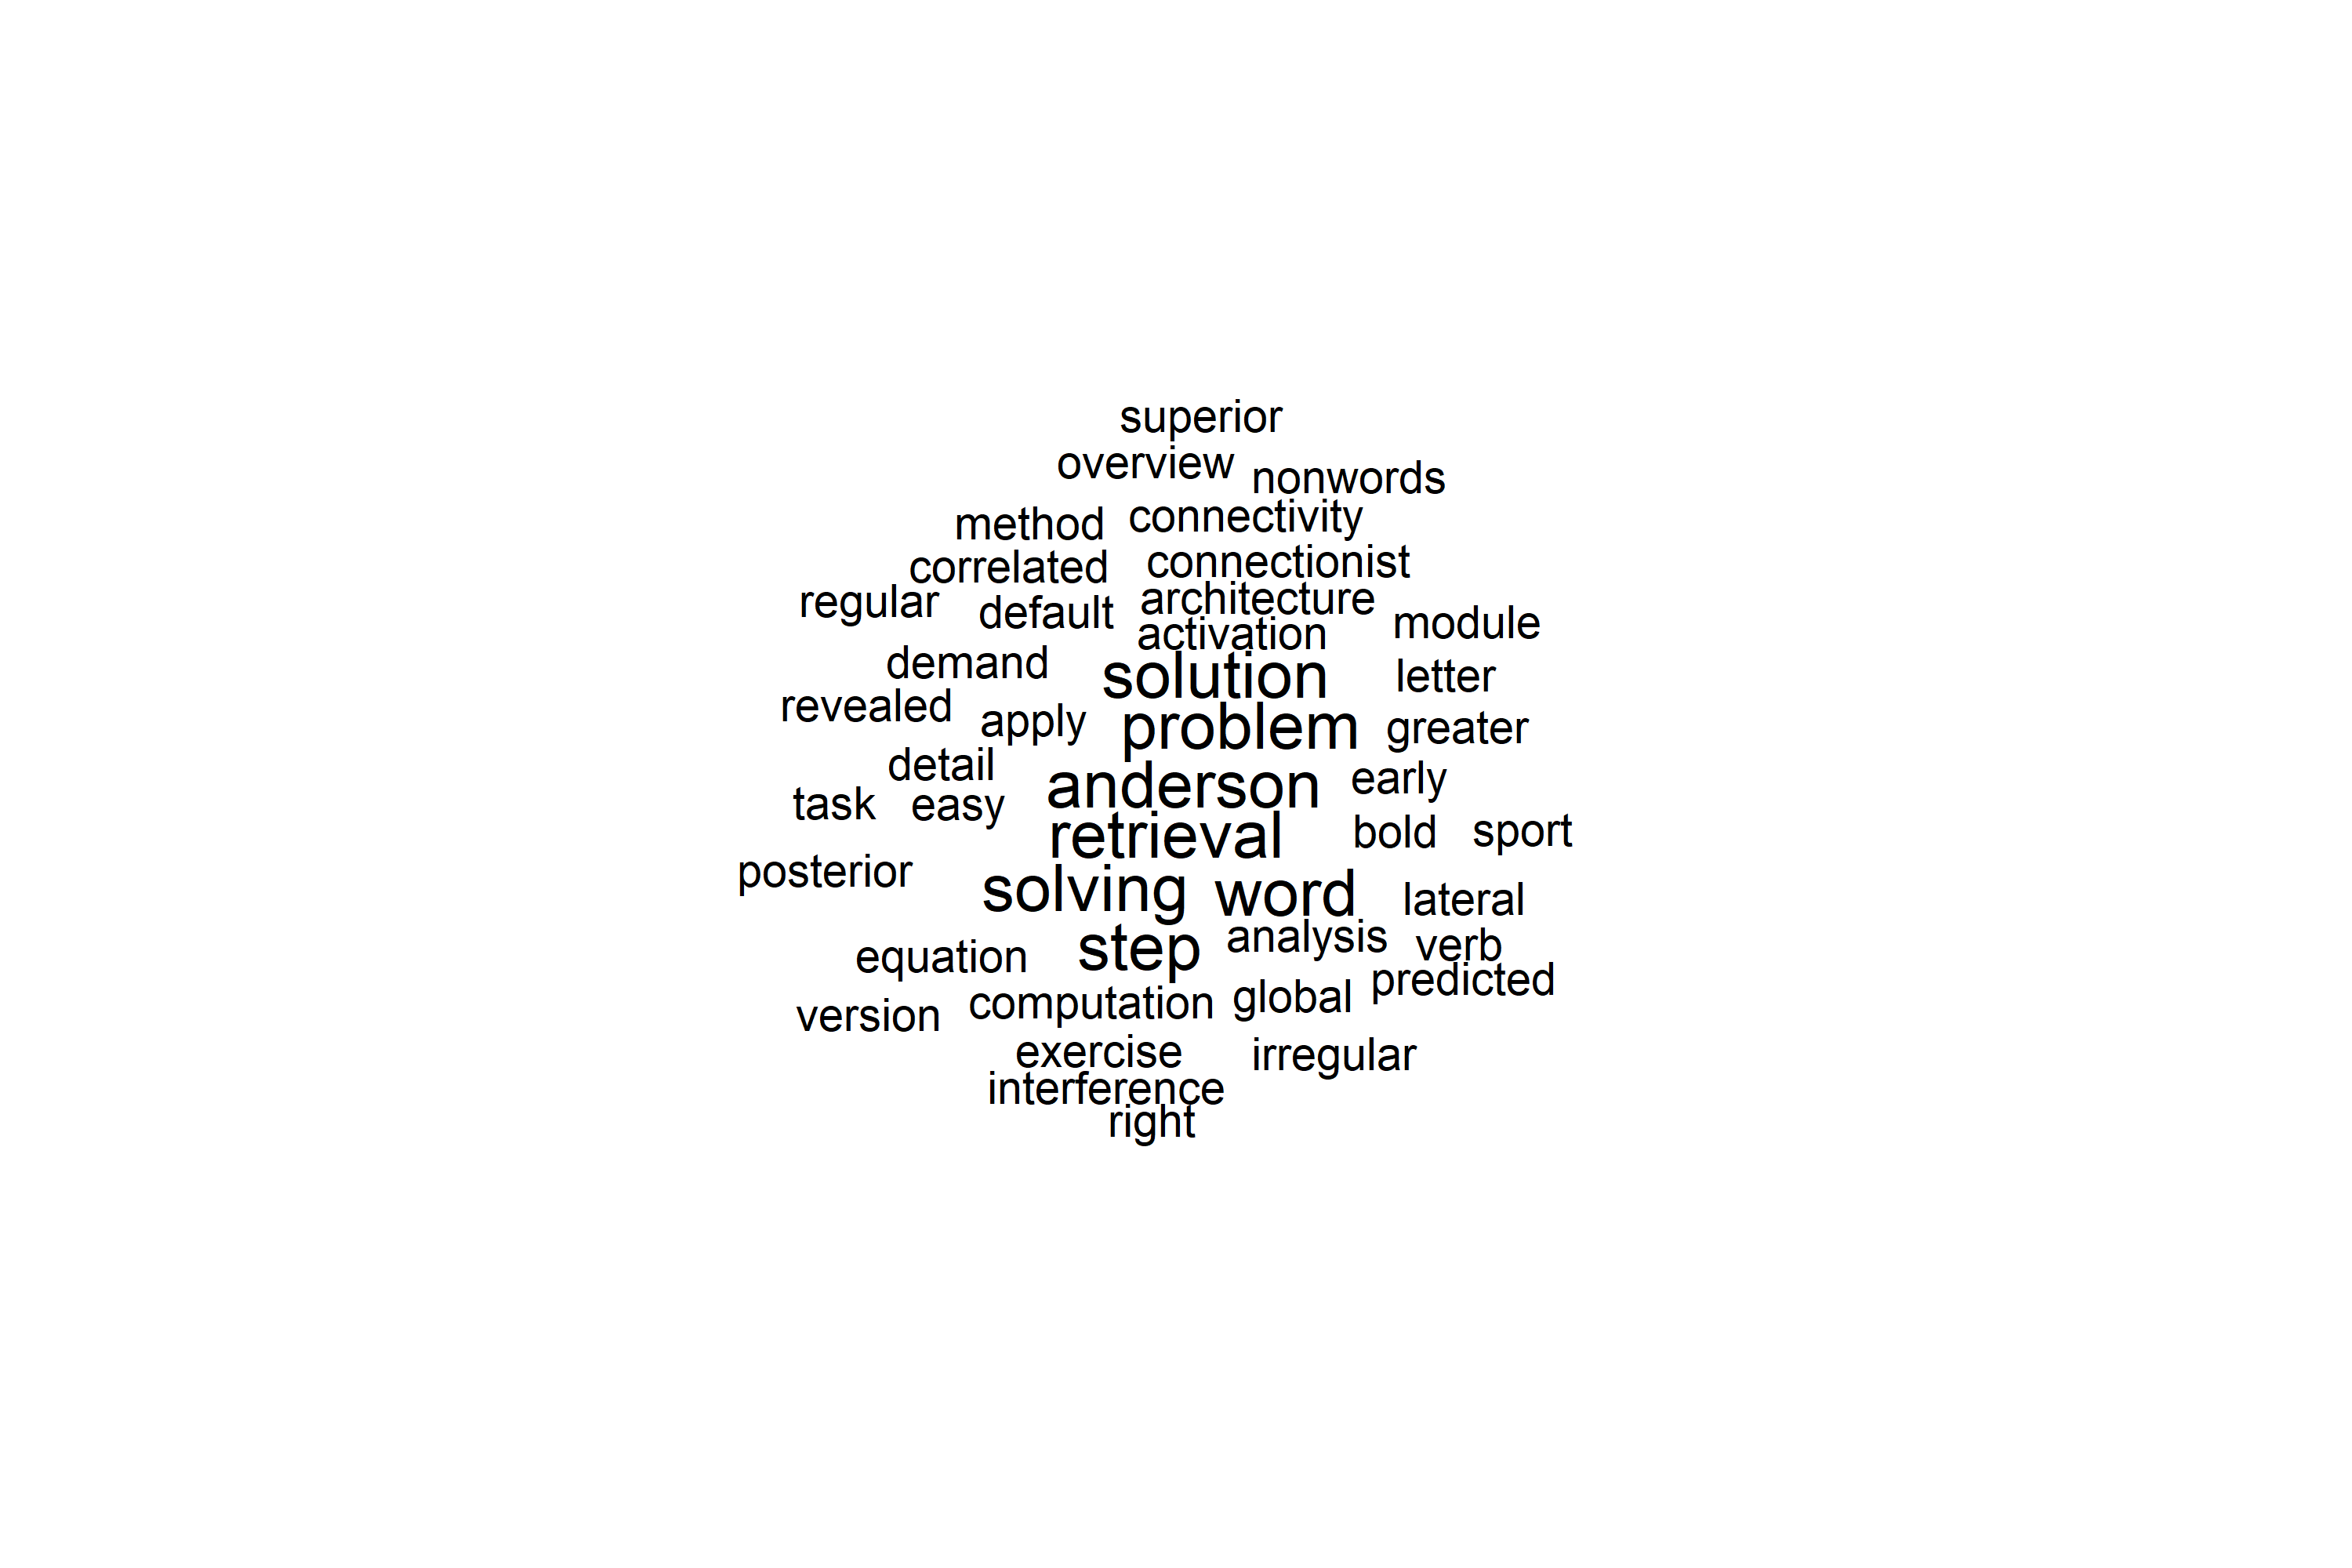 superior
overview nonwords
method connectivity
correlated connectionist
regular default architecture module
activation
demand solution letter
revealed apply problem greater
detail anderson early
task easy retrieval bold sport
posterior solving word lateral
equation step analysis verb
predicted
version computation global
exercise irregular
interference
right